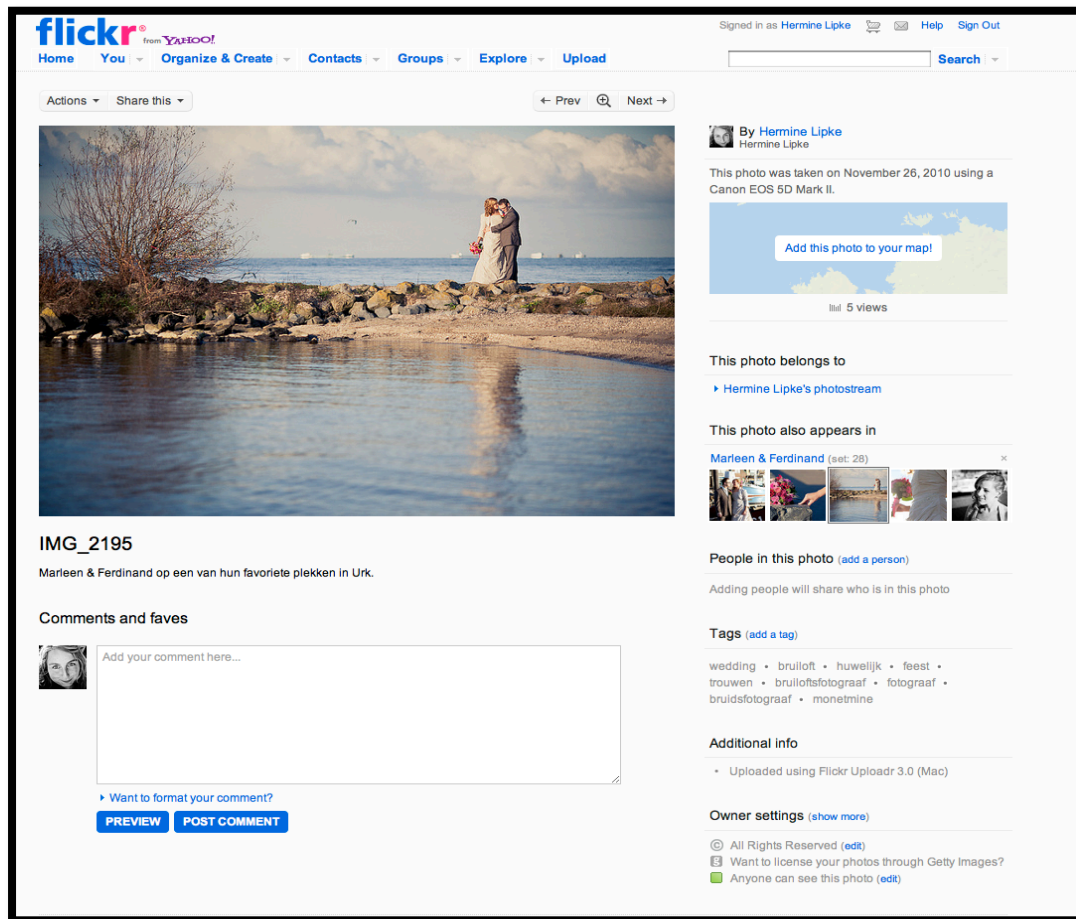 flickr® from YAHOO!
Signed in as Hermine Lipke Help Sign Out
Home You Organize & Create Contacts Groups Explore Upload Search
Actions Share this ← Prev Next →
By Hermine Lipke
Hermine Lipke
This photo was taken on November 26, 2010 using a
Canon EOS 5D Mark II.
Add this photo to your map!
5 views
This photo belongs to
Hermine Lipke's photostream
This photo also appears in
Marleen & Ferdinand (set: 28) ×
IMG_2195
Marleen & Ferdinand op een van hun favoriete plekken in Urk.
Comments and faves
Add your comment here...
Want to format your comment?
PREVIEW POST COMMENT
People in this photo (add a person)
Adding people will share who is in this photo
Tags (add a tag)
wedding • bruiloft • huwelijk • feest •
trouwen • bruiloftsfotograaf • fotograaf •
bruidsfotograaf • monetmine
Additional info
• Uploaded using Flickr Uploadr 3.0 (Mac)
Owner settings (show more)
© All Rights Reserved (edit)
Want to license your photos through Getty Images?
Anyone can see this photo (edit)